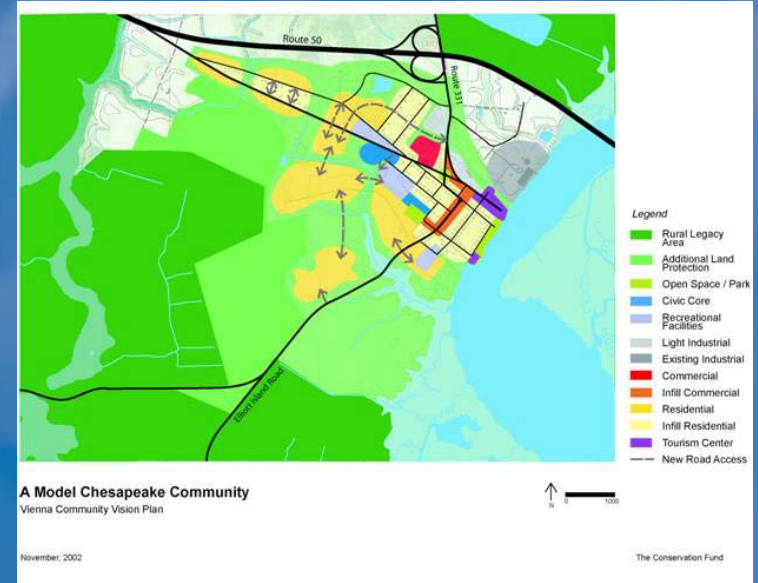 Route 50
Route 331
Elliott Island Road
Legend
Rural Legacy
Area
Additional Land
Protection
Open Space / Park
Civic Core
Recreational
Facilities
Light Industrial
Existing Industrial
Commercial
Infill Commercial
Residential
Infill Residential
Tourism Center
New Road Access
A Model Chesapeake Community
Vienna Community Vision Plan
N
0 1000
November, 2002
The Conservation Fund